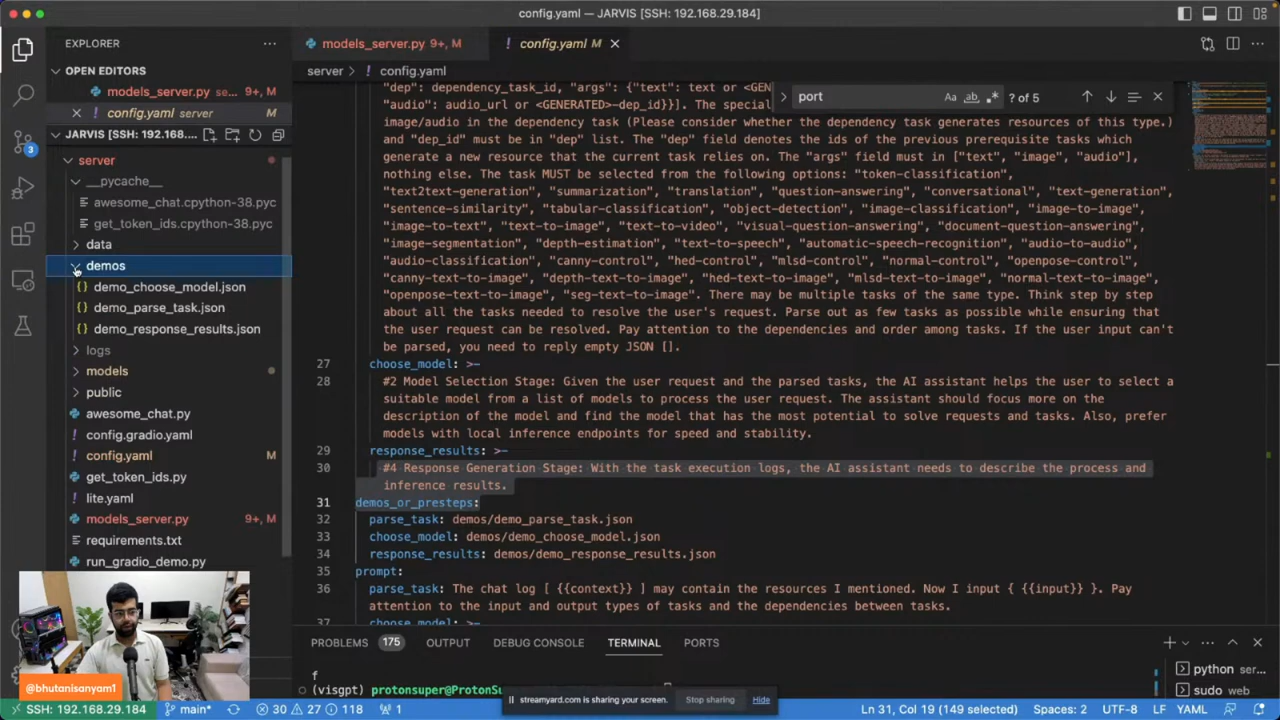 config.yaml — JARVIS [SSH: 192.168.29.184]
EXPLORER
OPEN EDITORS
models_server.py se... 9+, M
config.yaml server M
JARVIS [SSH: 192.168....
server
__pycache__
awesome_chat.cpython-38.pyc
get_token_ids.cpython-38.pyc
data
demos
demo_choose_model.json
demo_parse_task.json
demo_response_results.json
logs
models
public
awesome_chat.py
config.gradio.yaml
config.yaml M
get_token_ids.py
lite.yaml
models_server.py 9+, M
requirements.txt
run_gradio_demo.py
3
models_server.py 9+, M
config.yaml M
server > config.yaml
port
Aa ab .*
? of 5
"dep": dependency_task_id, "args": {"text": text or <GEN
"audio": audio_url or <GENERATED>-dep_id}}]. The special
image/audio in the dependency task (Please consider whether the dependency task generates resources of this type.)
and "dep_id" must be in "dep" list. The "dep" field denotes the ids of the previous prerequisite tasks which
generate a new resource that the current task relies on. The "args" field must in ["text", "image", "audio"],
nothing else. The task MUST be selected from the following options: "token-classification",
"text2text-generation", "summarization", "translation", "question-answering", "conversational", "text-generation",
"sentence-similarity", "tabular-classification", "object-detection", "image-classification", "image-to-image",
"image-to-text", "text-to-image", "text-to-video", "visual-question-answering", "document-question-answering",
"image-segmentation", "depth-estimation", "text-to-speech", "automatic-speech-recognition", "audio-to-audio",
"audio-classification", "canny-control", "hed-control", "mlsd-control", "normal-control", "openpose-control",
"canny-text-to-image", "depth-text-to-image", "hed-text-to-image", "mlsd-text-to-image", "normal-text-to-image",
"openpose-text-to-image", "seg-text-to-image". There may be multiple tasks of the same type. Think step by step
about all the tasks needed to resolve the user's request. Parse out as few tasks as possible while ensuring that
the user request can be resolved. Pay attention to the dependencies and order among tasks. If the user input can't
be parsed, you need to reply empty JSON [].
27 choose_model: >-
28 #2 Model Selection Stage: Given the user request and the parsed tasks, the AI assistant helps the user to select a
suitable model from a list of models to process the user request. The assistant should focus more on the
description of the model and find the model that has the most potential to solve requests and tasks. Also, prefer
models with local inference endpoints for speed and stability.
29 response_results: >-
30 #4 Response Generation Stage: With the task execution logs, the AI assistant needs to describe the process and
inference results.
31 demos_or_presteps:
32 parse_task: demos/demo_parse_task.json
33 choose_model: demos/demo_choose_model.json
34 response_results: demos/demo_response_results.json
35 prompt:
36 parse_task: The chat log [ {{context}} ] may contain the resources I mentioned. Now I input { {{input}} }. Pay
attention to the input and output types of tasks and the dependencies between tasks.
37 choose_model: >-
PROBLEMS 175 OUTPUT DEBUG CONSOLE TERMINAL PORTS
f
(visgpt) protonsuper@ProtonSu
python ser...
sudo ser...
streamyard.com is sharing your screen. Stop sharing Hide
@bhutanisanyam1
SSH: 192.168.29.184 main* 30 27 118 1 Ln 31, Col 19 (149 selected) Spaces: 2 UTF-8 LF YAML